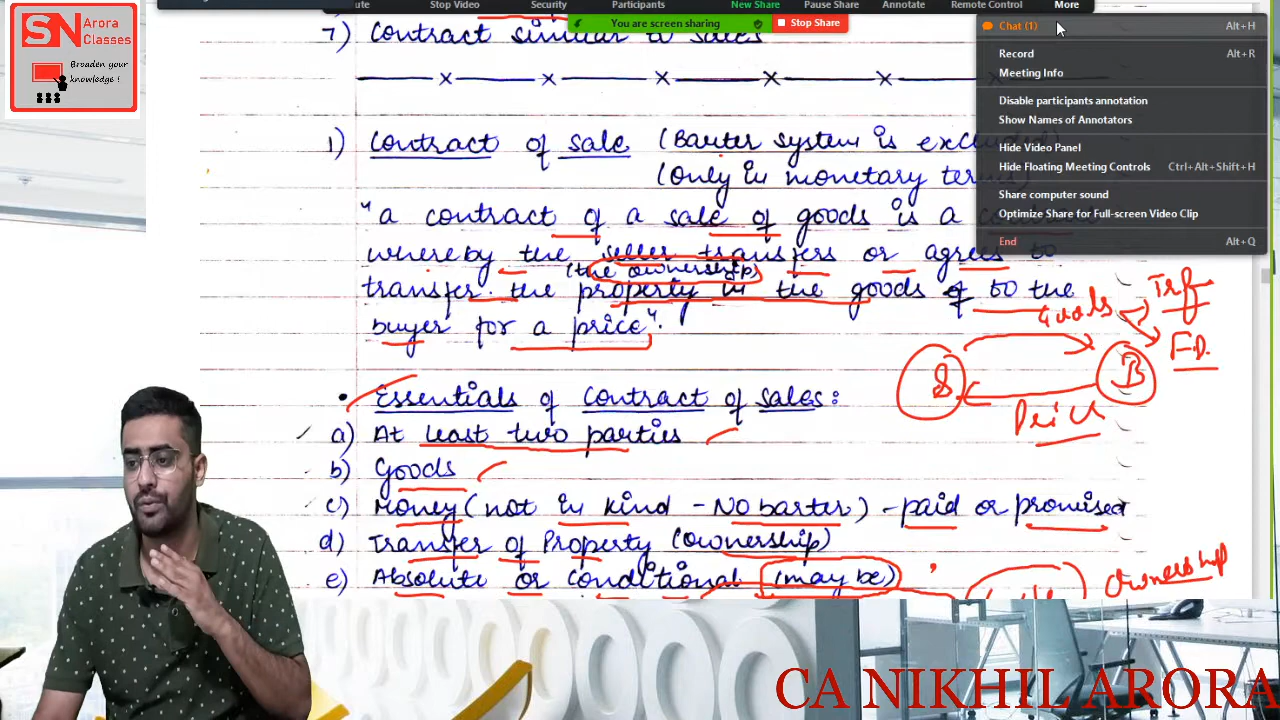 SN
Arora
Classes
Broaden your
knowledge !
Stop Video
Security
Participants
New Share
Pause Share
Annotate
Remote Control
More
You are screen sharing
Stop Share
Chat (1) Alt+H
Record Alt+R
Meeting Info
Disable participants annotation
Show Names of Annotators
Hide Video Panel
Hide Floating Meeting Controls Ctrl+Alt+Shift+H
Share computer sound
Optimize Share for Full-screen Video Clip
End Alt+Q
7) Contract similar to sales
1) Contract of sale (Barter system is
(only in monetary terms)
"a contract of a sale of goods is a
whereby the seller transfers or agrees to
(the ownership)
transfer the property in the goods to the
buyer for a price".
Goods
Trf
F.D.
S
B
Price
• Essentials of contract of sales:
a) At least two parties
b) Goods
c) Money (not in kind - No barter) - paid or promised
d) Transfer of Property (ownership)
e) Absolute or conditional (may be)
ownership
CA NIKHIL ARORA